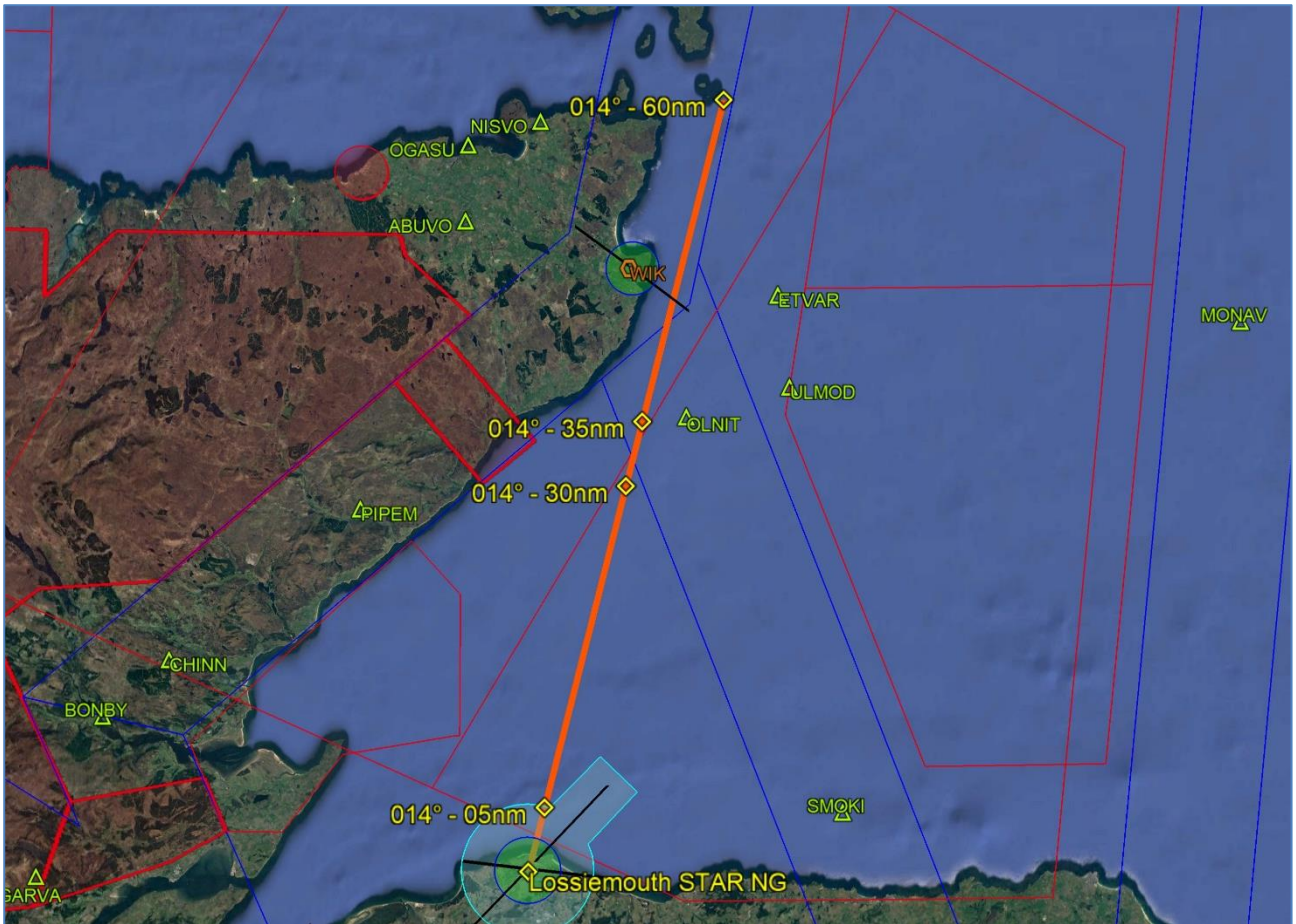 014° - 60nm
NISVO
OGASU
ABUVO
WIK
ETVAR
MONAV
ULMOD
OLNIT
014° - 35nm
014° - 30nm
PIPEM
CHINN
BONBY
014° - 05nm
SMOKI
GARVA
Lossiemouth STAR NG